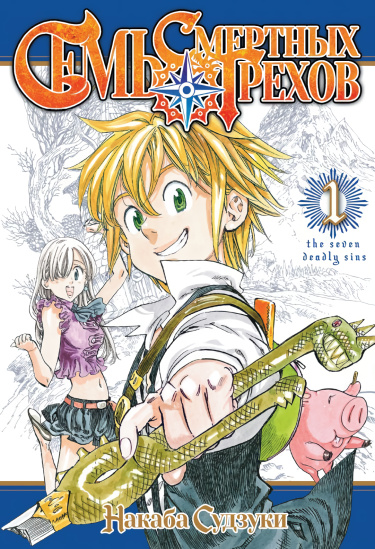 Семь Смертных
Грехов
1
the seven
deadly sins
Накаба Судзуки